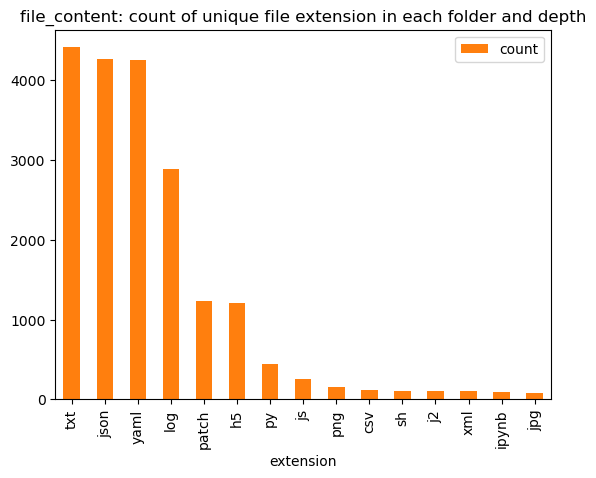 file_content: count of unique file extension in each folder and depth
count
4000
3000
2000
1000
0
txt
json
yaml
log
patch
h5
py
js
png
csv
sh
j2
xml
ipynb
jpg
extension